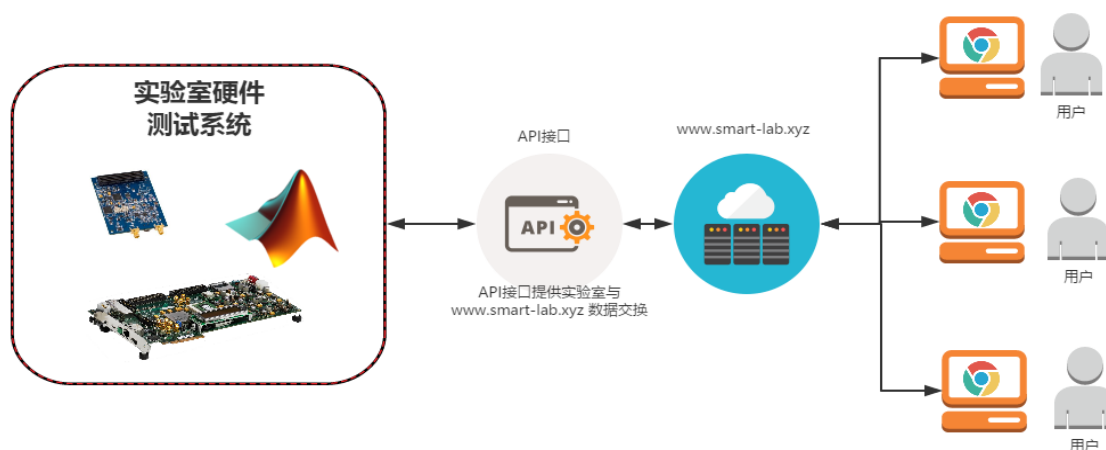 实验室硬件
测试系统
API接口
API
API接口提供实验室与
www.smart-lab.xyz 数据交换
www.smart-lab.xyz
用户
用户
用户